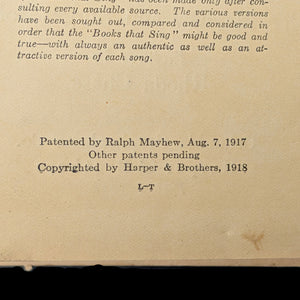 sulting every available source. The various versions
have been sought out, compared and considered in
order that the "Books that Sing" might be good and
true—with always an authentic as well as an at-
tractive version of each song.
Patented by Ralph Mayhew, Aug. 7, 1917
Other patents pending
Copyrighted by Harper & Brothers, 1918
L-T